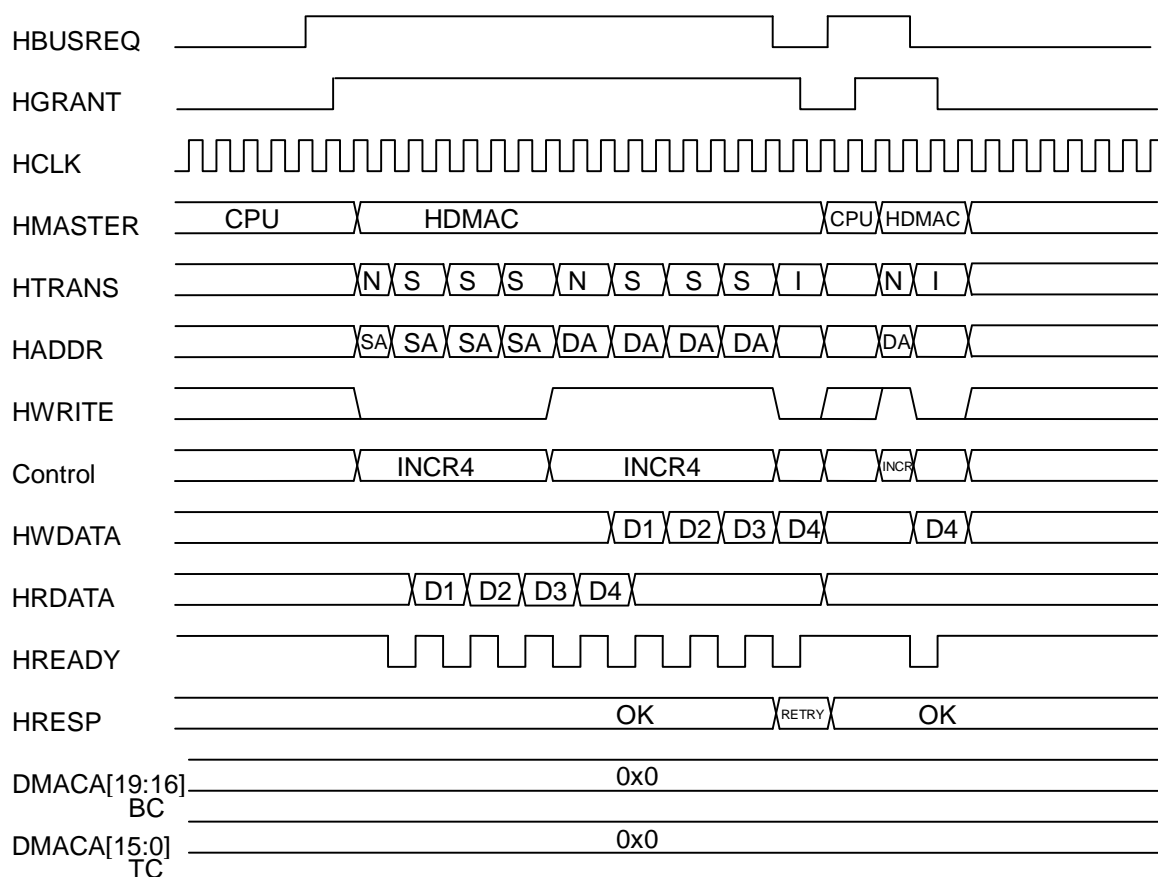 HBUSREQ
HGRANT
HCLK
HMASTER CPU HDMAC CPU HDMAC
HTRANS N S S S N S S S I N I
HADDR SA SA SA SA DA DA DA DA DA
HWRITE
Control INCR4 INCR4 INCR
HWDATA D1 D2 D3 D4 D4
HRDATA D1 D2 D3 D4
HREADY
HRESP OK RETRY OK
DMACA[19:16] 0x0
BC
DMACA[15:0] 0x0
TC